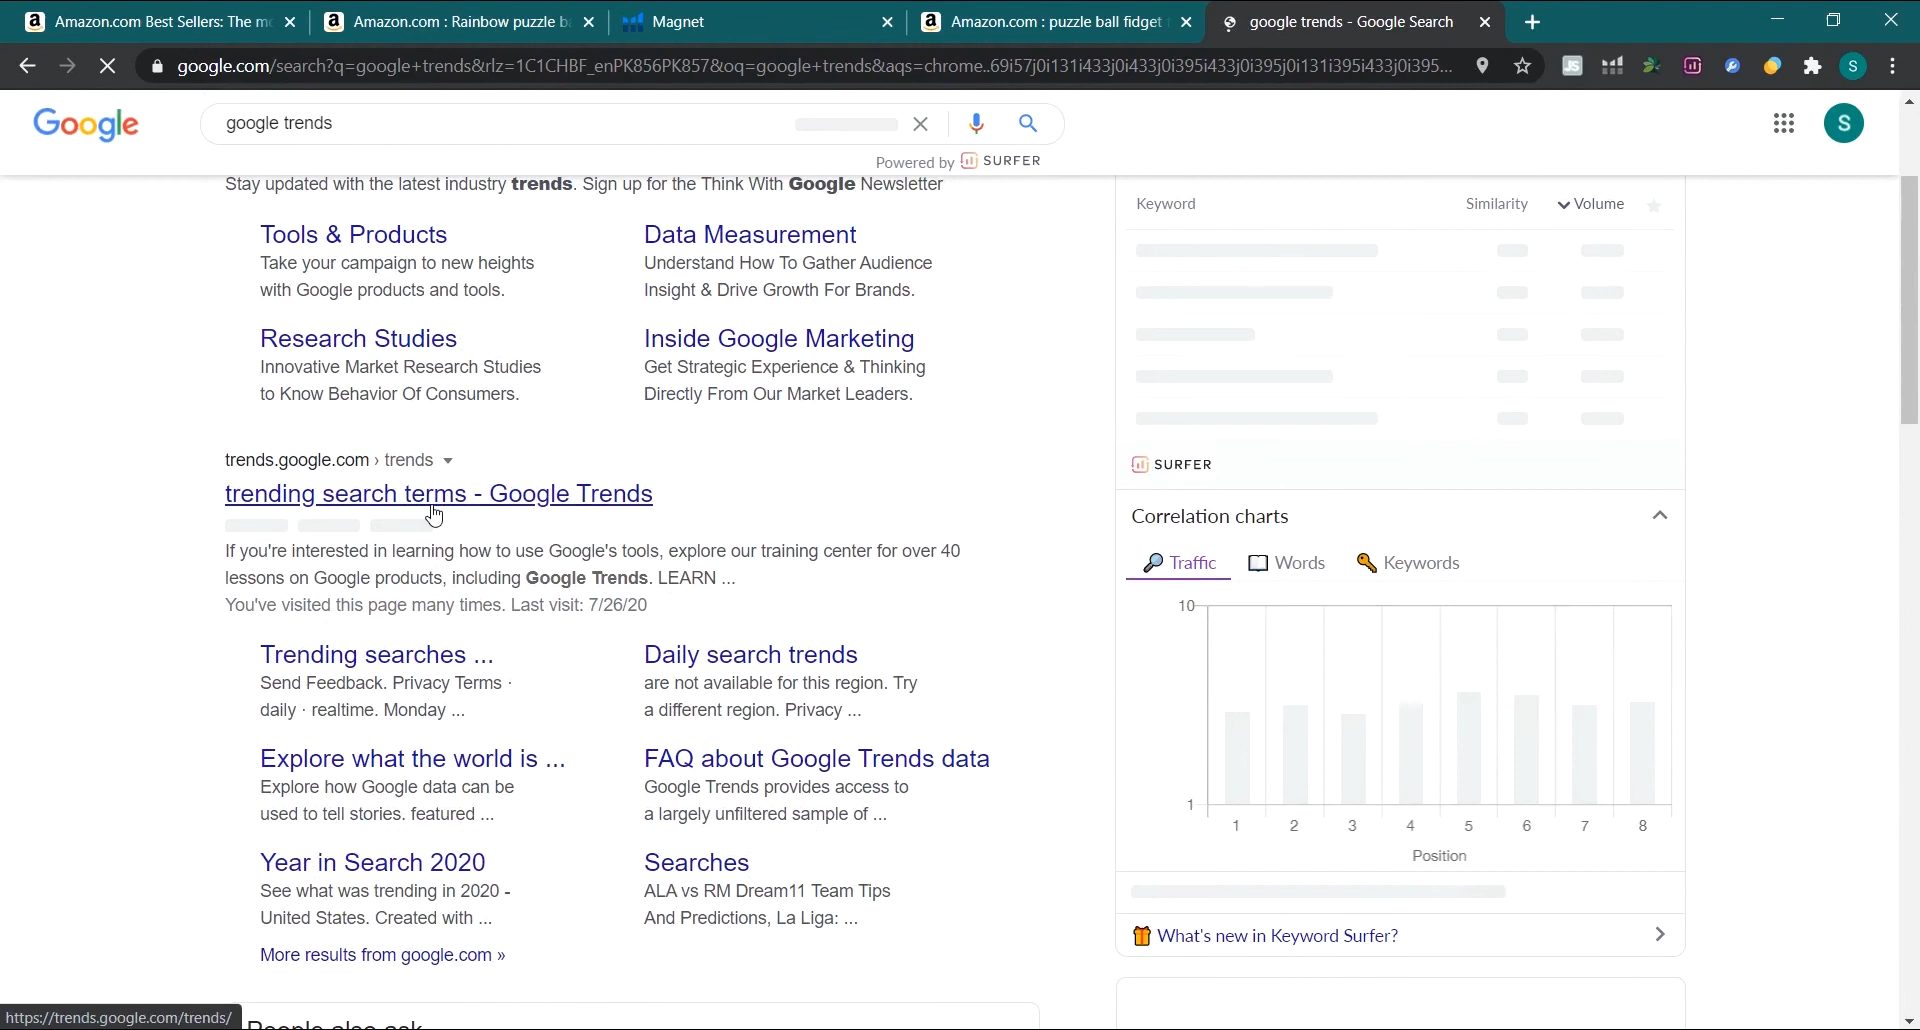 Amazon.com Best Sellers: The mo
Amazon.com : Rainbow puzzle b
Magnet
Amazon.com : puzzle ball fidget
google trends - Google Search
google.com/search?q=google+trends&rlz=1C1CHBF_enPK856PK857&oq=google+trends&aqs=chrome..69i57j0i131i433j0i433j0i395i433j0i395j0i131i395i433j0i395...
JS
S
Google
google trends
S
Powered by SURFER
Stay updated with the latest industry trends. Sign up for the Think With Google Newsletter
Tools & Products
Take your campaign to new heights
with Google products and tools.
Data Measurement
Understand How To Gather Audience
Insight & Drive Growth For Brands.
Research Studies
Innovative Market Research Studies
to Know Behavior Of Consumers.
Inside Google Marketing
Get Strategic Experience & Thinking
Directly From Our Market Leaders.
trends.google.com › trends
trending search terms - Google Trends
If you're interested in learning how to use Google's tools, explore our training center for over 40
lessons on Google products, including Google Trends. LEARN ...
You've visited this page many times. Last visit: 7/26/20
Trending searches ...
Send Feedback. Privacy Terms ·
daily · realtime. Monday ...
Daily search trends
are not available for this region. Try
a different region. Privacy ...
Explore what the world is ...
Explore how Google data can be
used to tell stories. featured ...
FAQ about Google Trends data
Google Trends provides access to
a largely unfiltered sample of ...
Year in Search 2020
See what was trending in 2020 -
United States. Created with ...
Searches
ALA vs RM Dream11 Team Tips
And Predictions, La Liga: ...
More results from google.com »
People also ask
https://trends.google.com/trends/
Keyword Similarity Volume
SURFER
Correlation charts
Traffic Words Keywords
10
1
1 2 3 4 5 6 7 8
Position
What's new in Keyword Surfer?